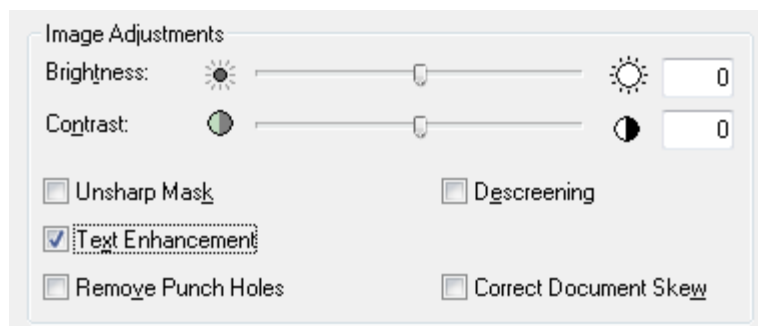 Image Adjustments
Brightness: 0
Contrast: 0
Unsharp Mask Descreening
Text Enhancement
Remove Punch Holes Correct Document Skew